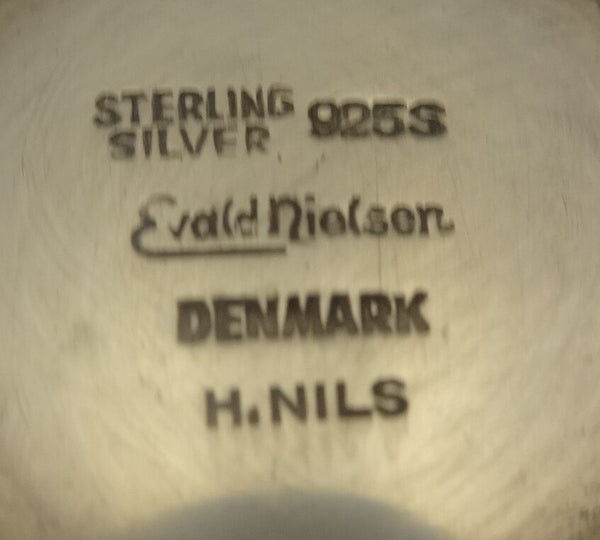 STERLING 925S
SILVER
Evald Nielsen
DENMARK
H. NILS